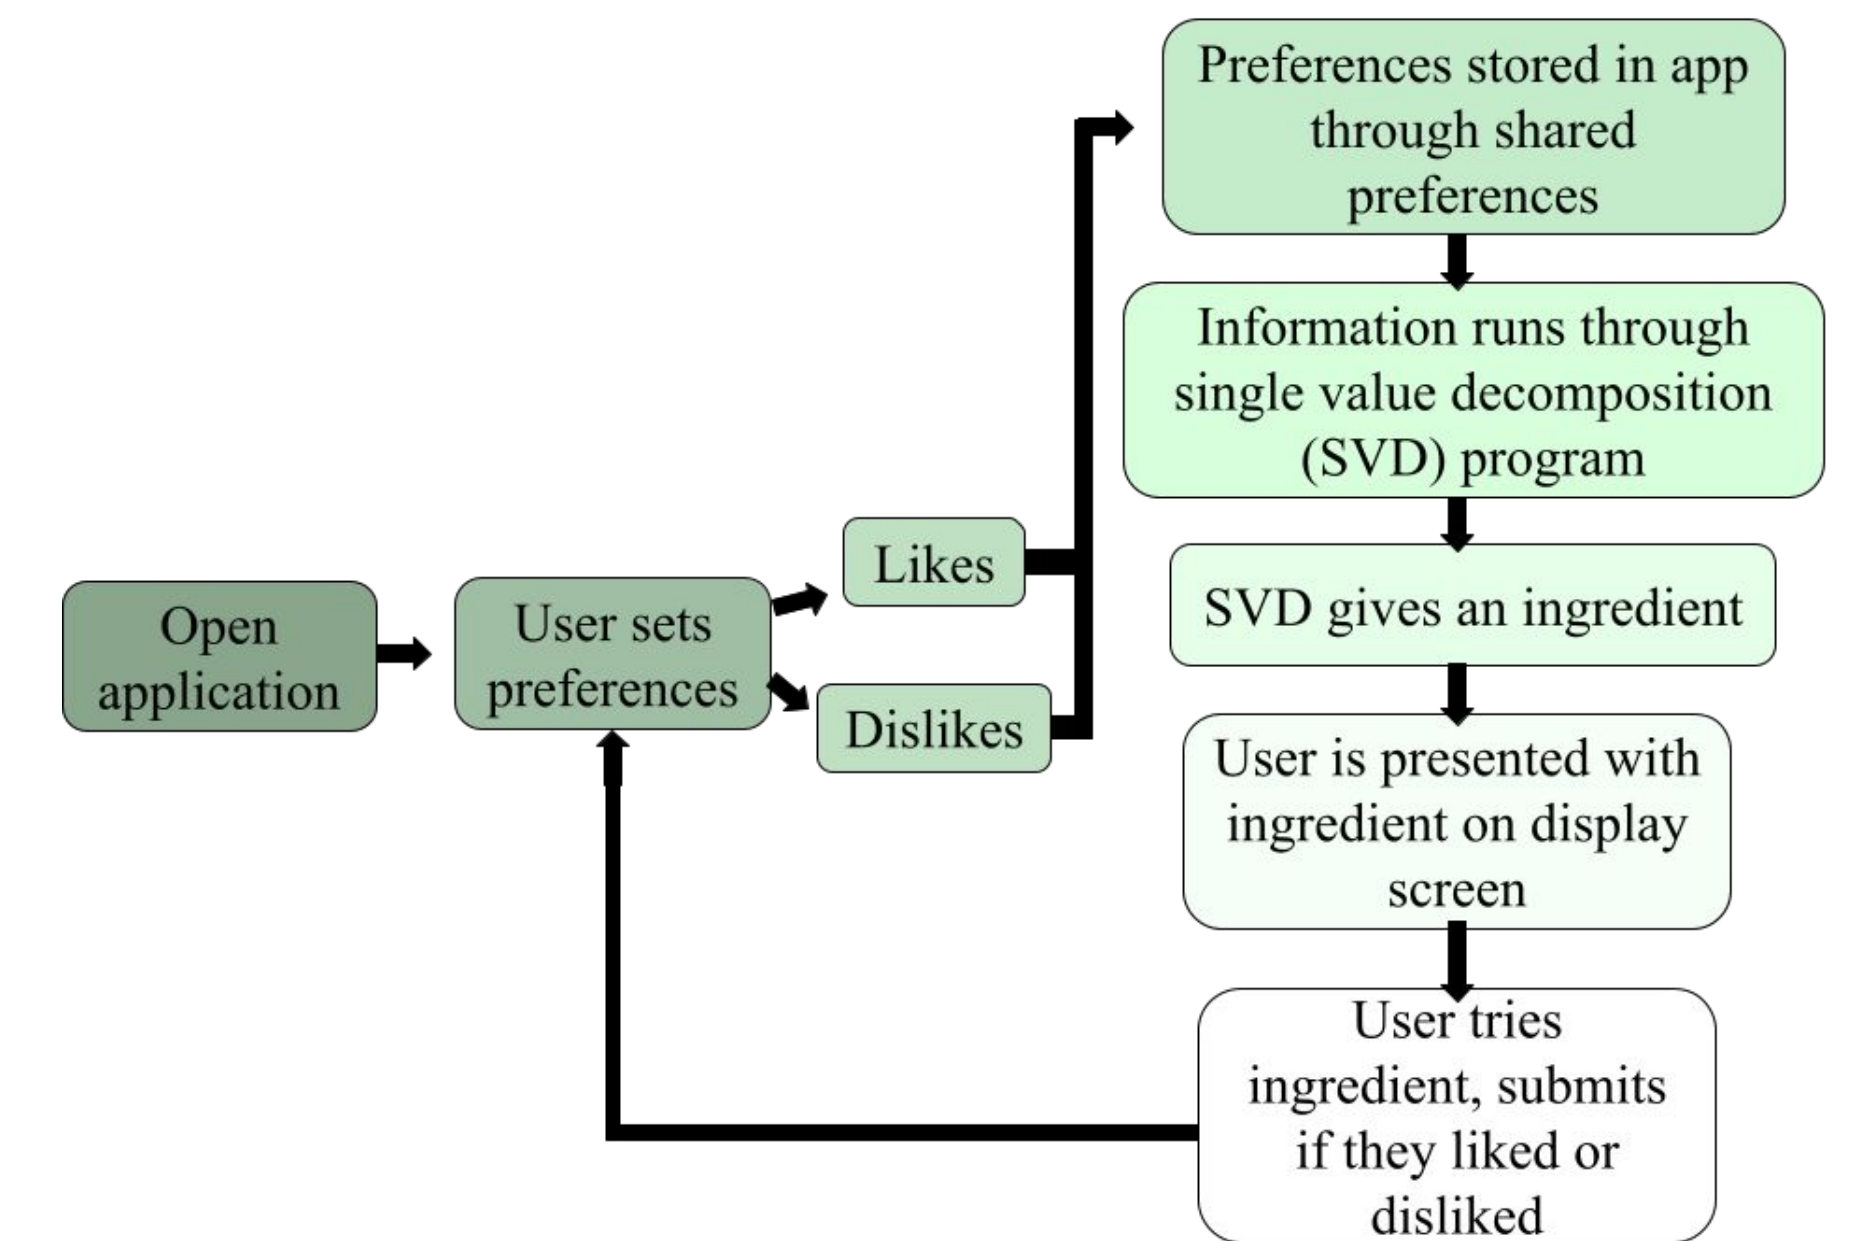 Open
application
User sets
preferences
Likes
Dislikes
Preferences stored in app
through shared
preferences
Information runs through
single value decomposition
(SVD) program
SVD gives an ingredient
User is presented with
ingredient on display
screen
User tries
ingredient, submits
if they liked or
disliked